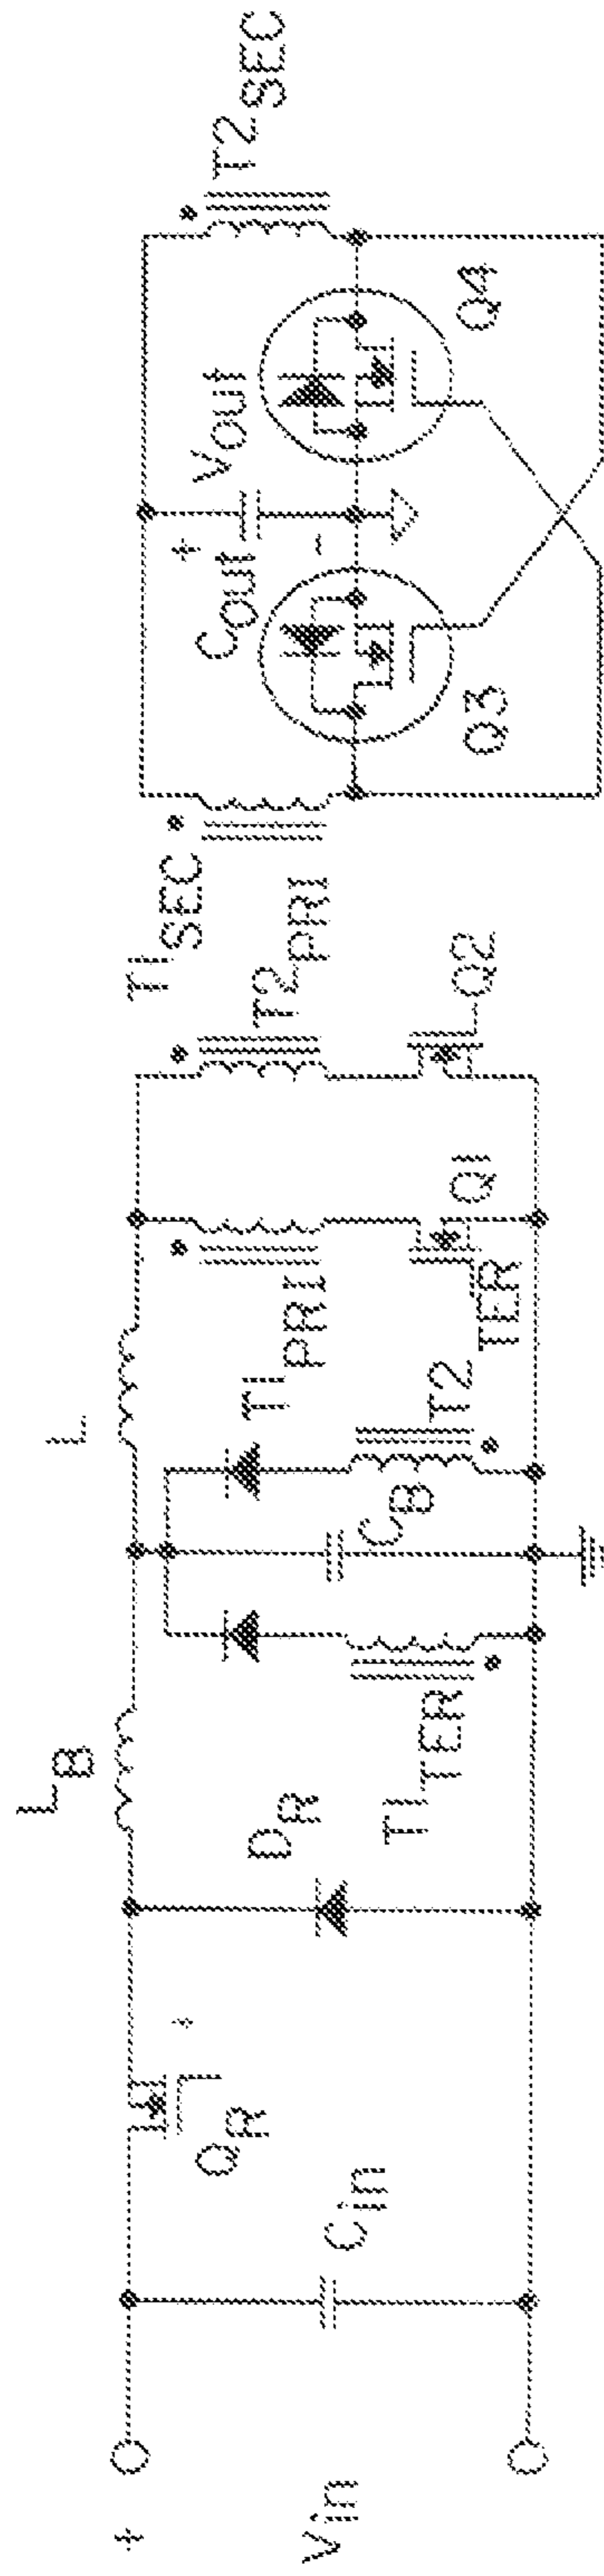 +
Vin
Cin
QR
+
DR
LB
T1TER
CB
L
T2TER
T1PRI
Q1
T2PRI
Q2
T1SEC
Q3
COUT
+
-
VOUT
Q4
T2SEC